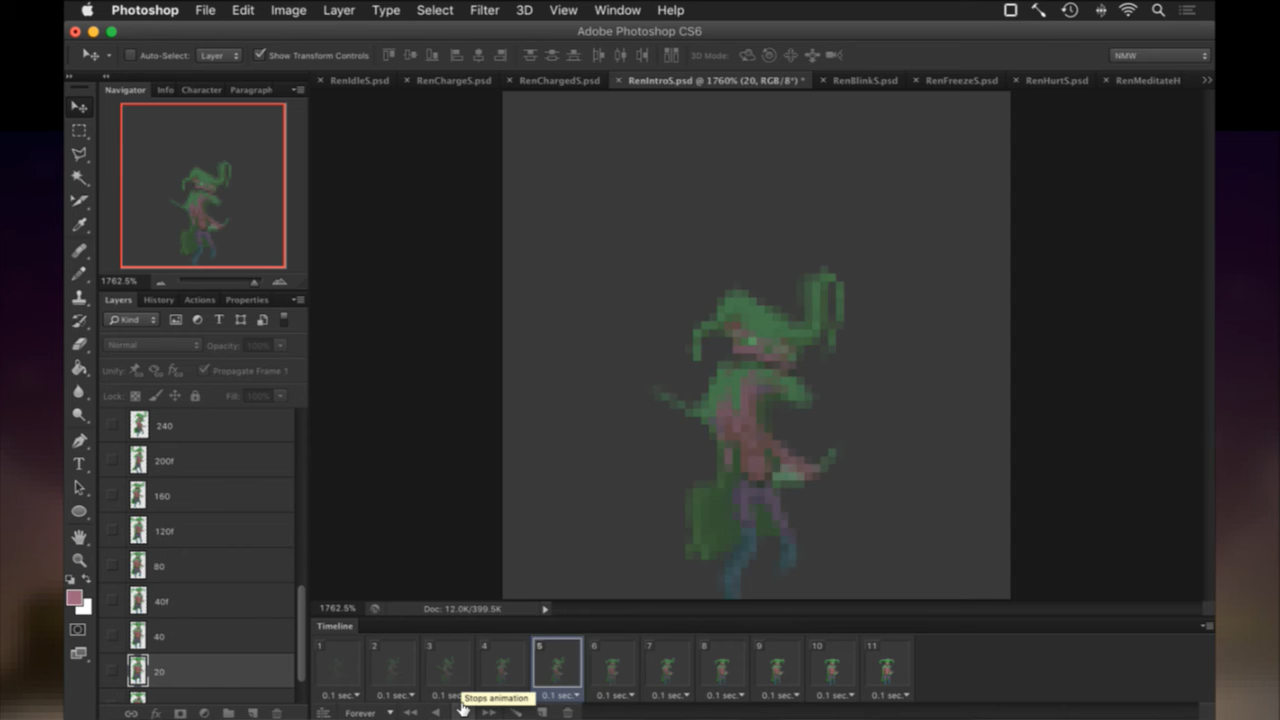 Photoshop File Edit Image Layer Type Select Filter 3D View Window Help
Adobe Photoshop CS6
Auto-Select: Layer Show Transform Controls 3D Mode: NMW
RenIdleS.psd RenChargeS.psd RenChargedS.psd RenIntroS.psd @ 1760% (20, RGB/8*) * RenBlinkS.psd RenFreezeS.psd RenHurtS.psd RenMeditateH
Navigator Info Character Paragraph
1762.5%
Layers History Actions Properties
Kind T
Normal Opacity: 100%
Unify: Propagate Frame 1
Lock: Fill: 100%
240
200f
160
120f
80
40f
40
20
1762.5% Doc: 12.0K/399.5K
Timeline
1 2 3 4 5 6 7 8 9 10 11
0.1 sec. 0.1 sec. 0.1 sec 0.1 sec. 0.1 sec. 0.1 sec. 0.1 sec. 0.1 sec. 0.1 sec. 0.1 sec.
Stops animation
Forever